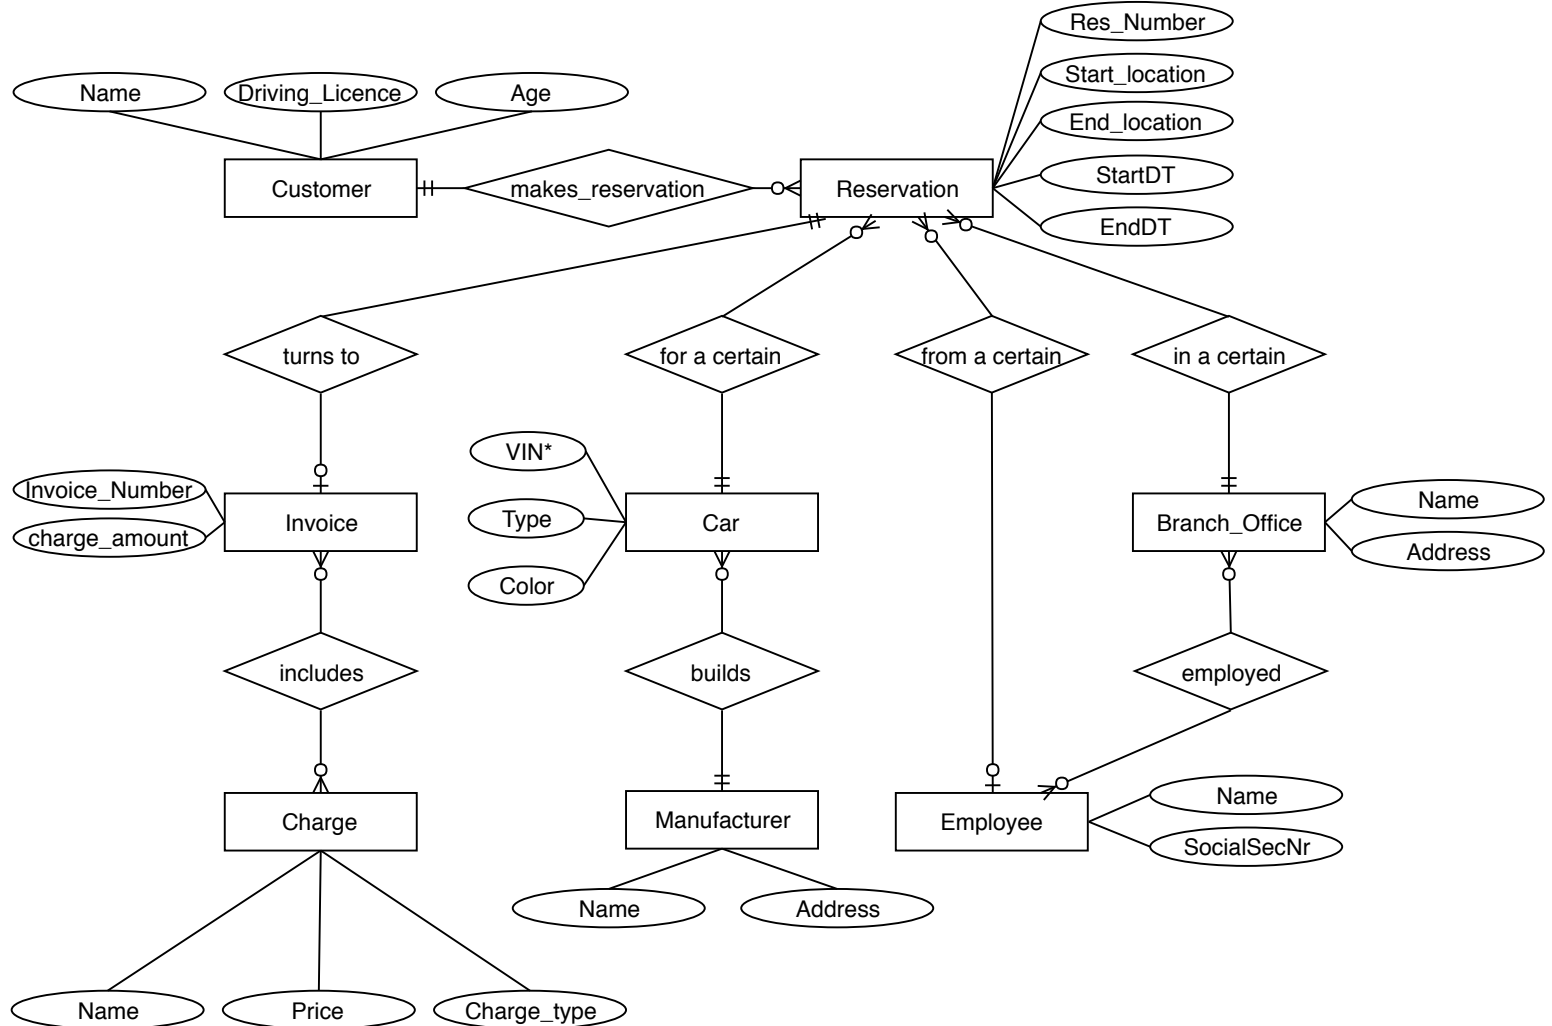 Res_Number
Start_location
Name
Driving_Licence
Age
End_location
StartDT
Customer
makes_reservation
Reservation
EndDT
turns to
for a certain
from a certain
in a certain
VIN*
Invoice_Number
Name
Type
Invoice
Car
Branch_Office
charge_amount
Address
Color
includes
builds
employed
Name
Charge
Manufacturer
Employee
SocialSecNr
Name
Address
Name
Price
Charge_type